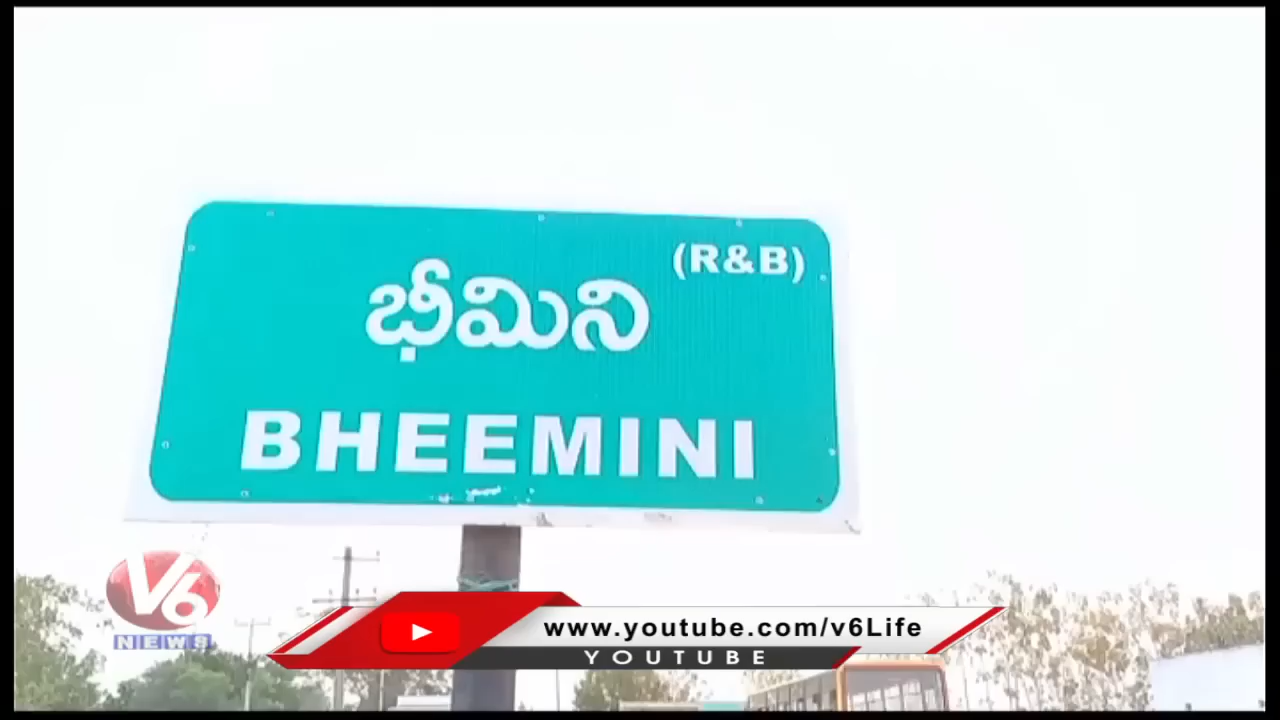 (R&B)
భీమిని
BHEEMINI
V6
NEWS
www.youtube.com/v6Life
YOUTUBE